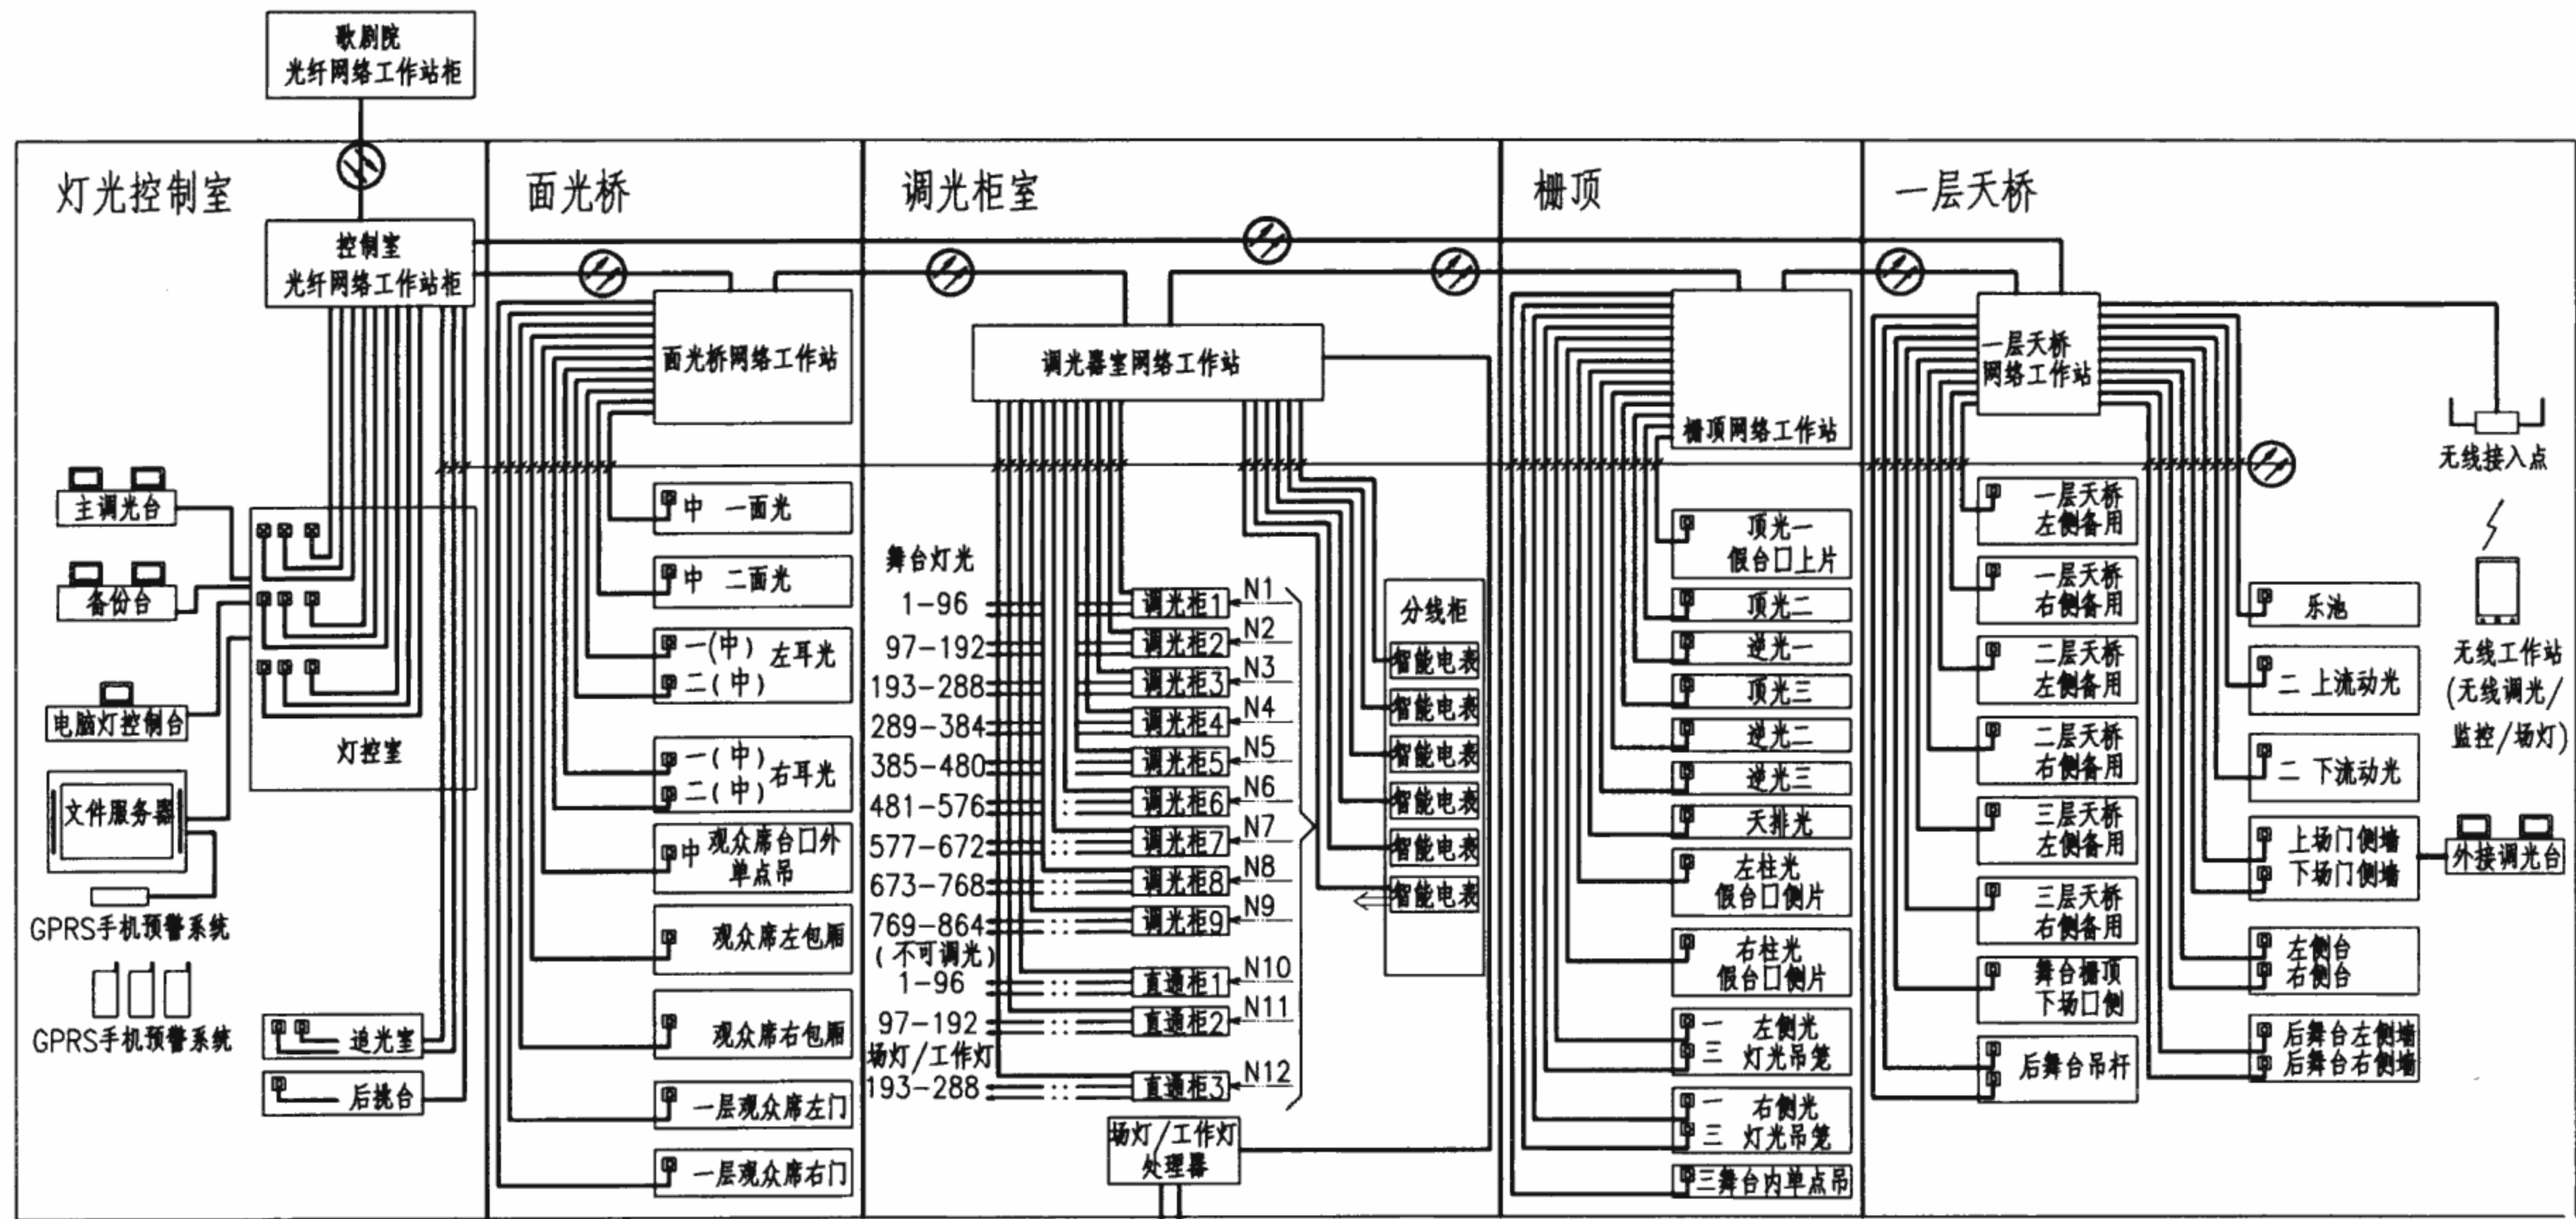 歌剧院
光纤网络工作站柜
灯光控制室
控制室
光纤网络工作站柜
主调光台
备份台
电脑灯控制台
文件服务器
GPRS手机预警系统
GPRS手机预警系统
灯控室
追光室
后挑台
面光桥
面光桥网络工作站
中 一面光
中 二面光
一(中) 左耳光
二(中)
一(中) 右耳光
二(中)
中 观众席台口外
单点吊
观众席左包厢
观众席右包厢
一层观众席左门
一层观众席右门
调光柜室
调光器室网络工作站
舞台灯光
1-96 调光柜1 N1
97-192 调光柜2 N2
193-288 调光柜3 N3
289-384 调光柜4 N4
385-480 调光柜5 N5
481-576 调光柜6 N6
577-672 调光柜7 N7
673-768 调光柜8 N8
769-864 调光柜9 N9
(不可调光)
1-96 直通柜1 N10
97-192 直通柜2 N11
场灯/工作灯
193-288 直通柜3 N12
场灯/工作灯
处理器
分线柜
智能电表
智能电表
智能电表
智能电表
智能电表
智能电表
栅顶
栅顶网络工作站
顶光一
假台口上片
顶光二
逆光一
顶光三
逆光二
逆光三
天排光
左柱光
假台口侧片
右柱光
假台口侧片
一 左侧光
三 灯光吊笼
一 右侧光
三 灯光吊笼
三舞台内单点吊
一层天桥
一层天桥
网络工作站
一层天桥
左侧备用
一层天桥
右侧备用
二层天桥
左侧备用
二层天桥
右侧备用
三层天桥
左侧备用
三层天桥
右侧备用
舞台栅顶
下场口侧
后舞台吊杆
乐池
二 上流动光
二 下流动光
上场门侧墙
下场门侧墙
左侧台
右侧台
后舞台左侧墙
后舞台右侧墙
无线接入点
无线工作站
(无线调光/
监控/场灯)
外接调光台